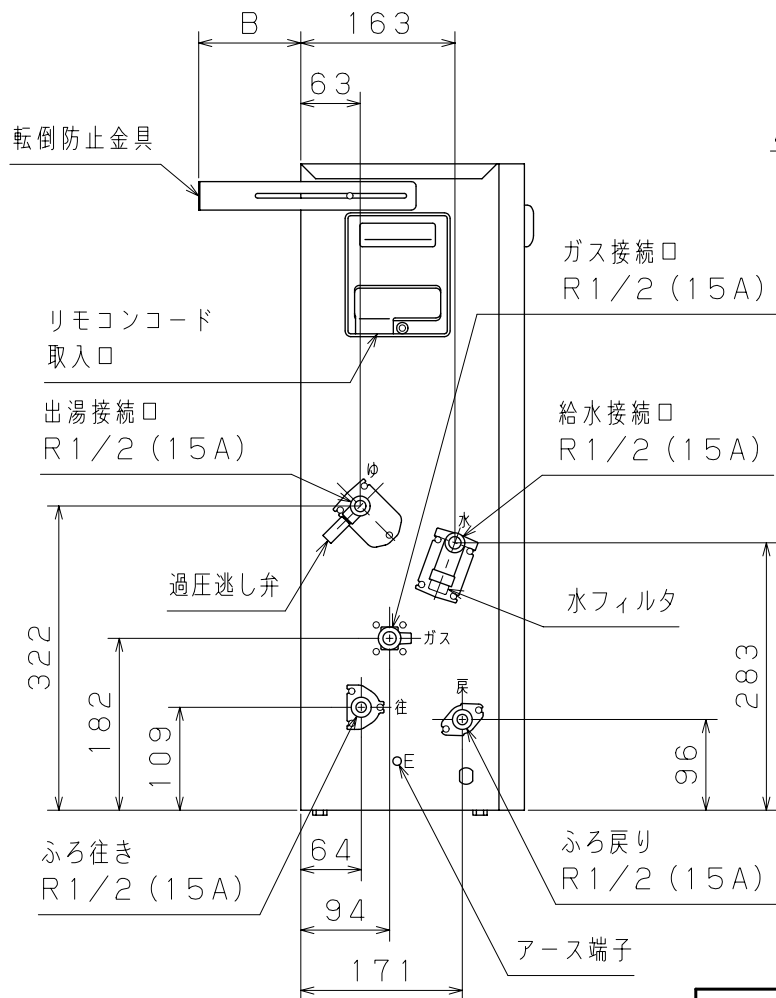 B
163
63
転倒防止金具
ガス接続口
R1/2(15A)
リモコンコード
取入口
出湯接続口
R1/2(15A)
給水接続口
R1/2(15A)
ゆ
水
過圧逃し弁
水フィルタ
ガス
322
182
109
283
96
往
戻
E
ふろ往き
R1/2(15A)
64
ふろ戻り
R1/2(15A)
94
アース端子
171